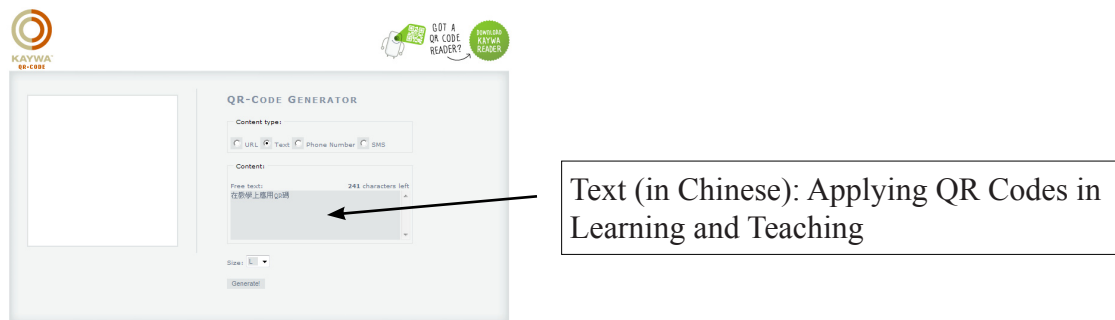 KAYWA
QR-CODE
GOT A
QR CODE
READER?
DOWNLOAD
KAYWA
READER
QR-CODE GENERATOR
Content type:
URL Text Phone Number SMS
Content:
Free text: 241 characters left
在教學上應用QR碼
Size: L
Generate!
Text (in Chinese): Applying QR Codes in
Learning and Teaching